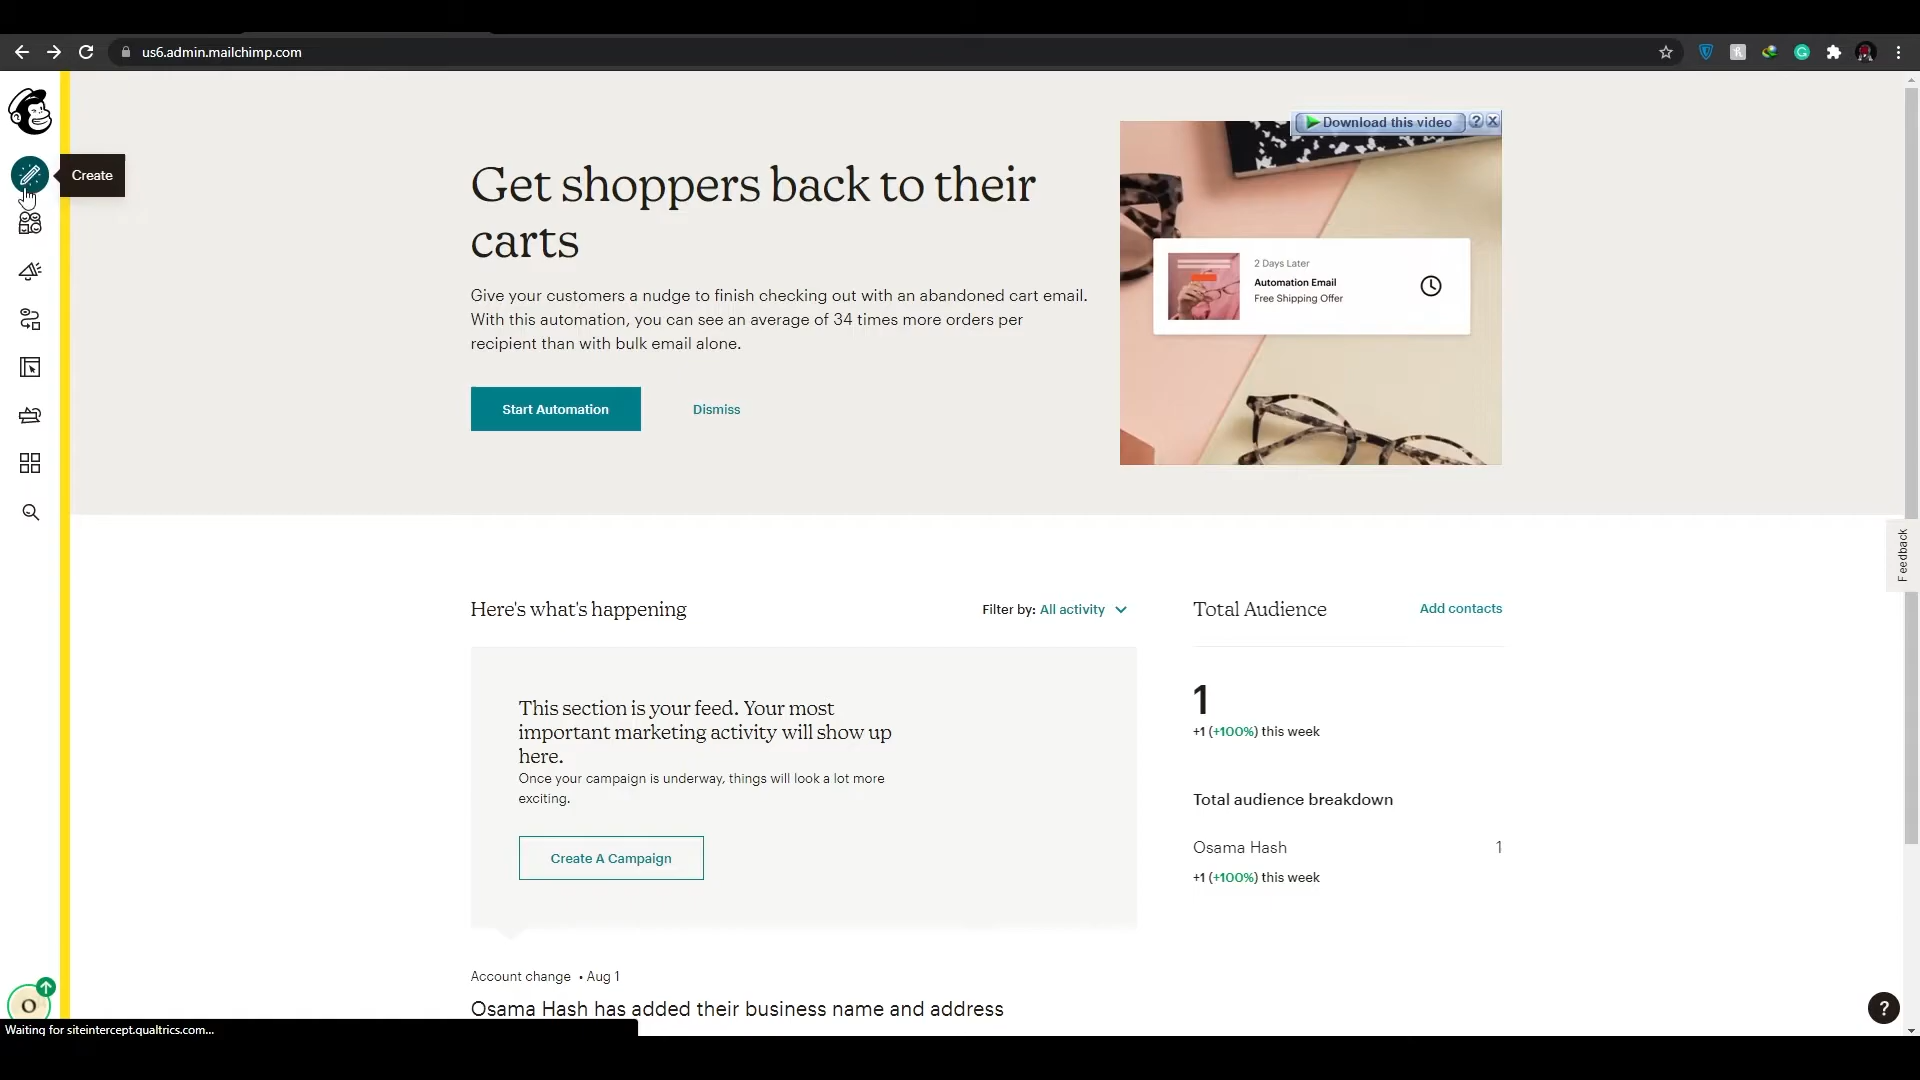 us6.admin.mailchimp.com
Create
Download this video
Get shoppers back to their
carts
Give your customers a nudge to finish checking out with an abandoned cart email.
With this automation, you can see an average of 34 times more orders per
recipient than with bulk email alone.
2 Days Later
Automation Email
Free Shipping Offer
Start Automation
Dismiss
Feedback
Here's what's happening
Filter by: All activity
Total Audience
Add contacts
This section is your feed. Your most
important marketing activity will show up
here.
Once your campaign is underway, things will look a lot more
exciting.
Create A Campaign
1
+1 (+100%) this week
Total audience breakdown
Osama Hash 1
+1 (+100%) this week
Account change • Aug 1
Osama Hash has added their business name and address
O
?
Waiting for siteintercept.qualtrics.com...